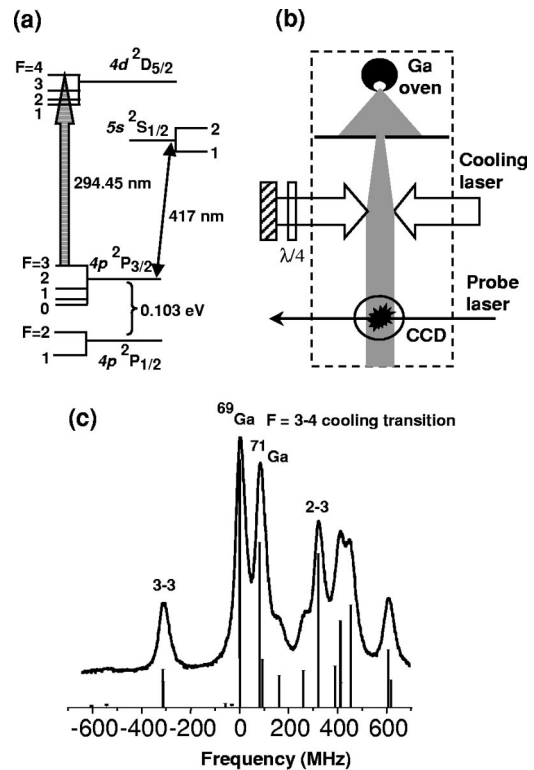 (a)
4d ²D5/2
F=4
3
2
1
5s ²S1/2
2
1
294.45 nm
417 nm
F=3
4p ²P3/2
2
1
0
0.103 eV
F=2
1
4p ²P1/2
(b)
Ga
oven
Cooling
laser
λ/4
Probe
laser
CCD
(c)
⁶⁹Ga
F = 3-4 cooling transition
⁷¹Ga
2-3
3-3
-600 -400 -200 0 200 400 600
Frequency (MHz)